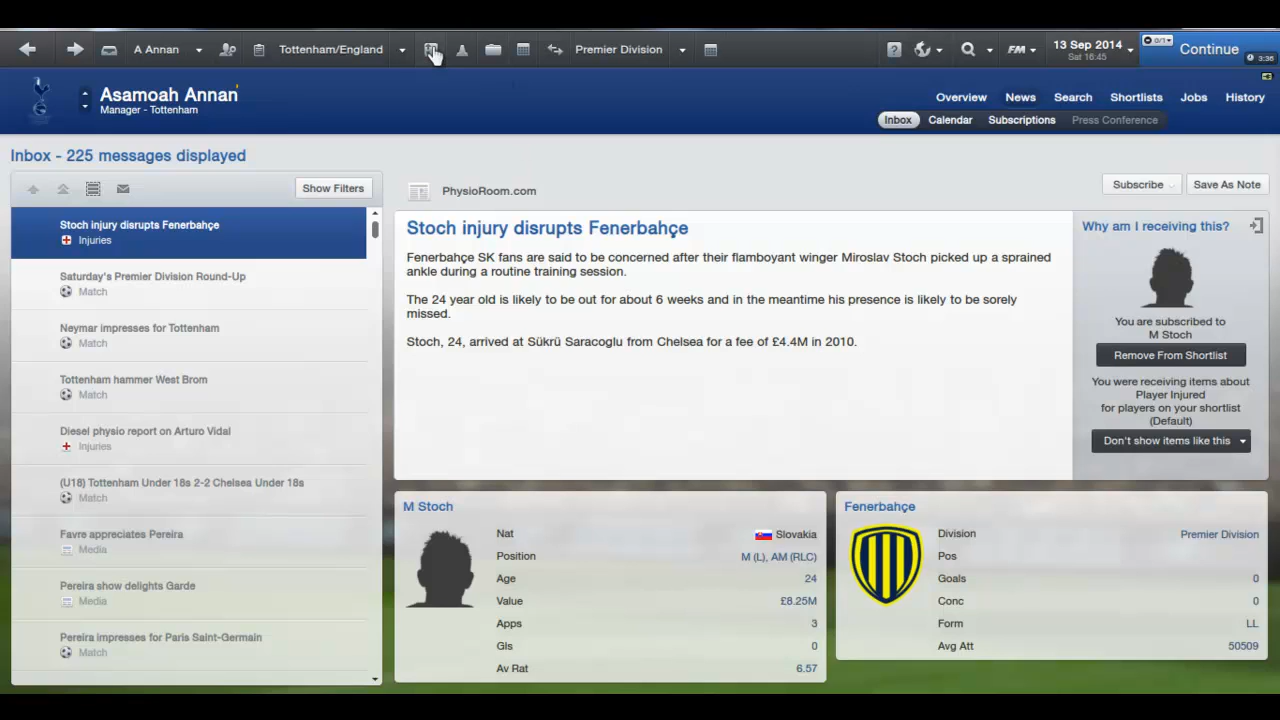 A Annan
Tottenham/England
Premier Division
?
FM
13 Sep 2014
Sat 16:45
0/1
Continue
3:36
Asamoah Annan
Manager - Tottenham
Overview
News
Search
Shortlists
Jobs
History
Inbox
Calendar
Subscriptions
Press Conference
Inbox - 225 messages displayed
Show Filters
Stoch injury disrupts Fenerbahçe
Injuries
Saturday's Premier Division Round-Up
Match
Neymar impresses for Tottenham
Match
Tottenham hammer West Brom
Match
Diesel physio report on Arturo Vidal
Injuries
(U18) Tottenham Under 18s 2-2 Chelsea Under 18s
Match
Favre appreciates Pereira
Media
Pereira show delights Garde
Media
Pereira impresses for Paris Saint-Germain
Match
PhysioRoom.com
Subscribe
Save As Note
Stoch injury disrupts Fenerbahçe
Fenerbahçe SK fans are said to be concerned after their flamboyant winger Miroslav Stoch picked up a sprained
ankle during a routine training session.
The 24 year old is likely to be out for about 6 weeks and in the meantime his presence is likely to be sorely
missed.
Stoch, 24, arrived at Sükrü Saracoglu from Chelsea for a fee of £4.4M in 2010.
Why am I receiving this?
You are subscribed to
M Stoch
Remove From Shortlist
You were receiving items about
Player Injured
for players on your shortlist
(Default)
Don't show items like this
M Stoch
Nat Slovakia
Position M (L), AM (RLC)
Age 24
Value £8.25M
Apps 3
Gls 0
Av Rat 6.57
Fenerbahçe
Division Premier Division
Pos
Goals 0
Conc 0
Form LL
Avg Att 50509